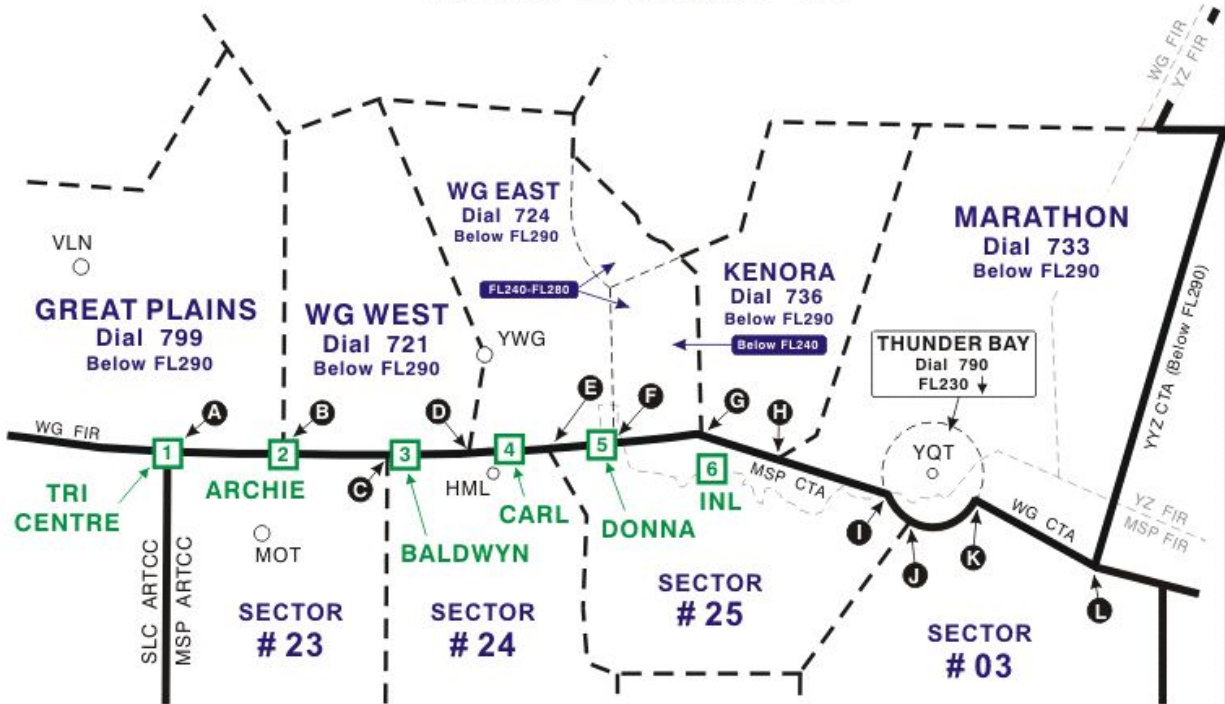 WG FIR
YZ FIR
WG EAST
Dial 724
Below FL290
VLN
FL240-FL280
KENORA
Dial 736
Below FL290
Below FL240
MARATHON
Dial 733
Below FL290
GREAT PLAINS
Dial 799
Below FL290
WG WEST
Dial 721
Below FL290
YWG
THUNDER BAY
Dial 790
FL230
YYZ CTA (Below FL290)
WG FIR
A
B
C
D
E
F
G
H
1
2
3
4
5
6
TRI
CENTRE
ARCHIE
BALDWYN
HML
CARL
DONNA
INL
MSP CTA
YQT
WG CTA
YZ FIR
MSP FIR
I
J
K
L
MOT
SLC ARTCC
MSP ARTCC
SECTOR
# 23
SECTOR
# 24
SECTOR
# 25
SECTOR
# 03